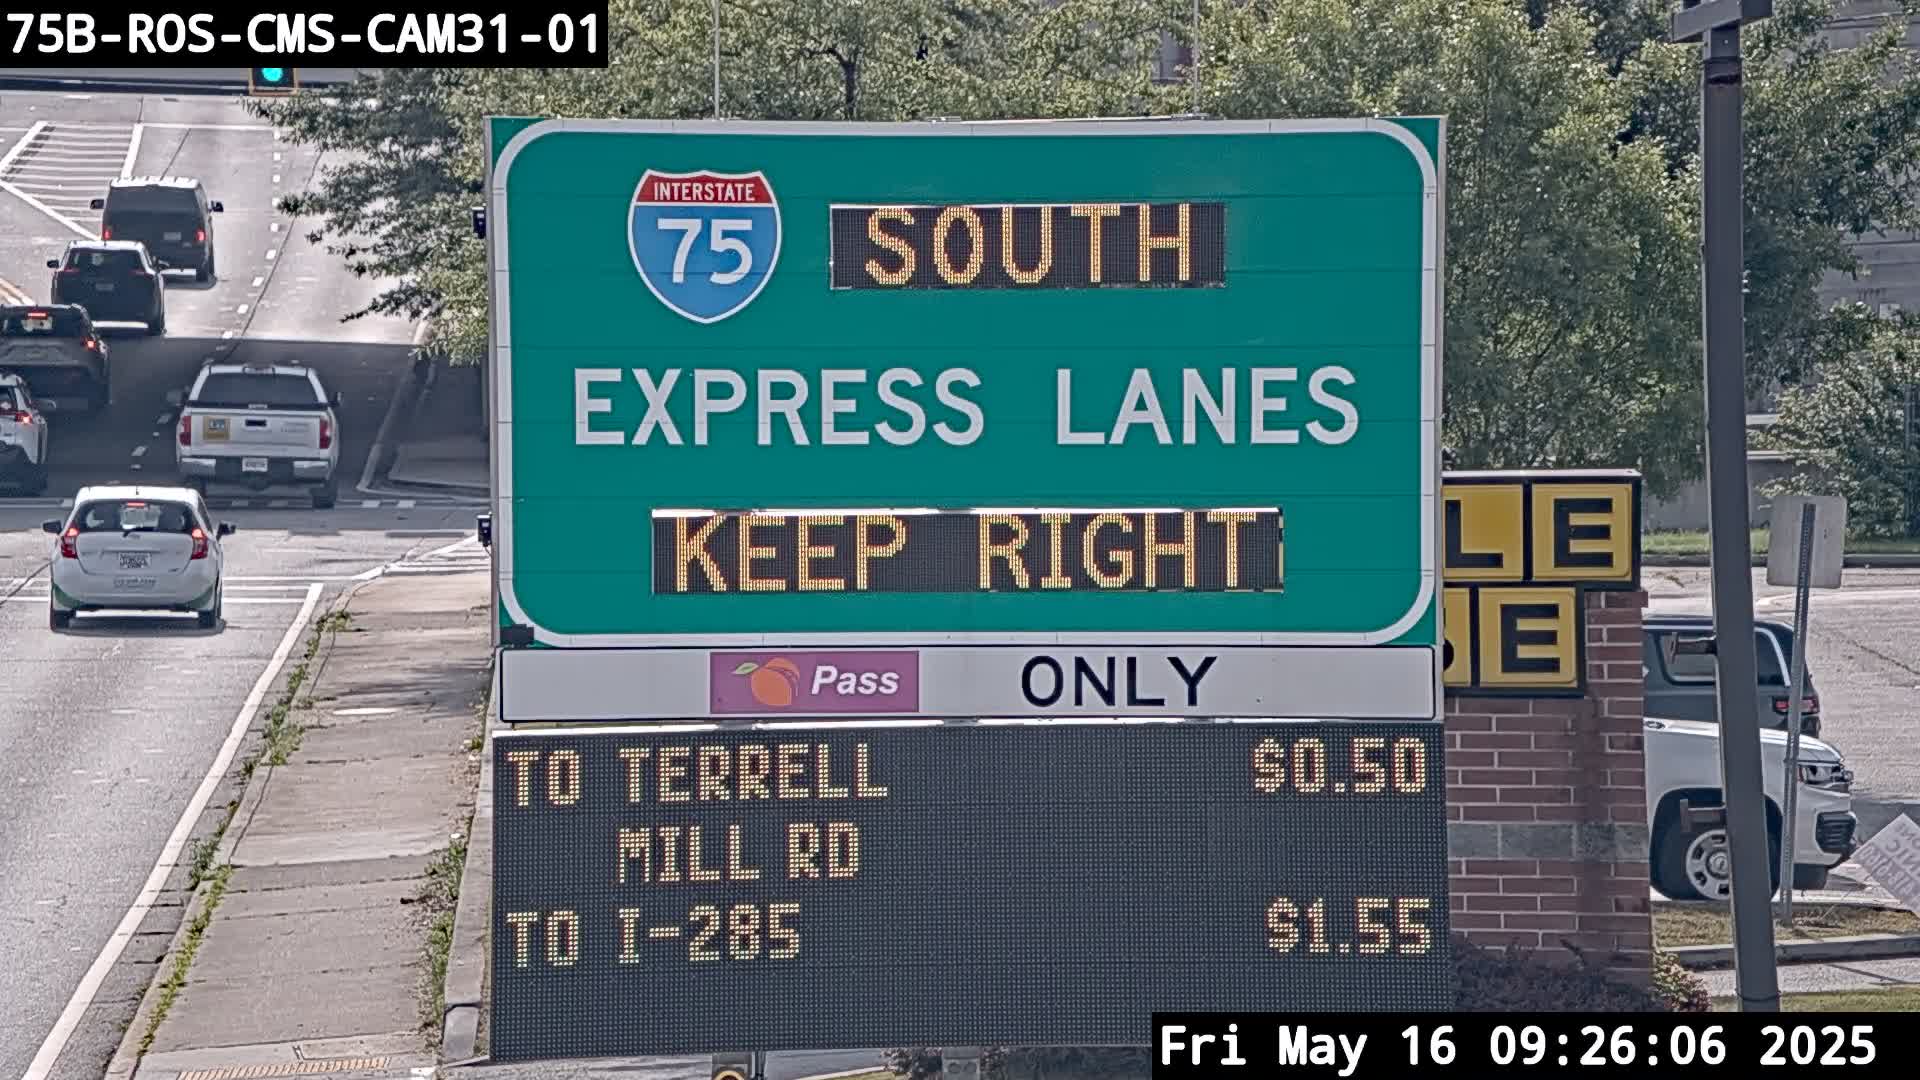 75B-ROS-CMS-CAM31-01
INTERSTATE
75
SOUTH
EXPRESS LANES
KEEP RIGHT
Pass ONLY
TO TERRELL $0.50
MILL RD
TO I-285 $1.55
LE
E
Fri May 16 09:26:06 2025